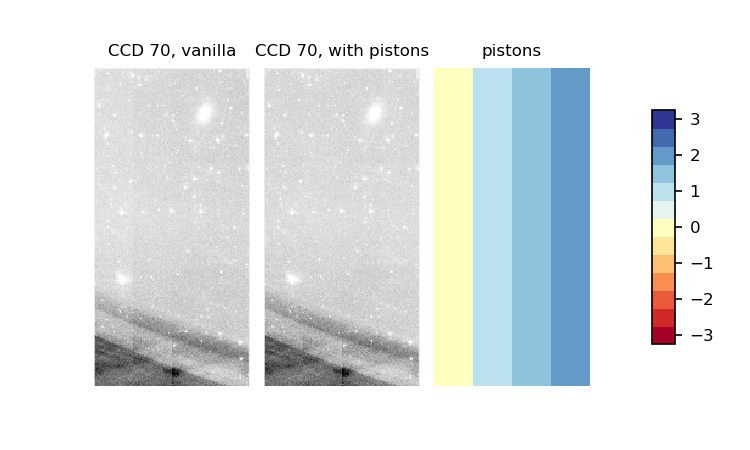 CCD 70, vanilla
CCD 70, with pistons
pistons
3
2
1
0
−1
−2
−3